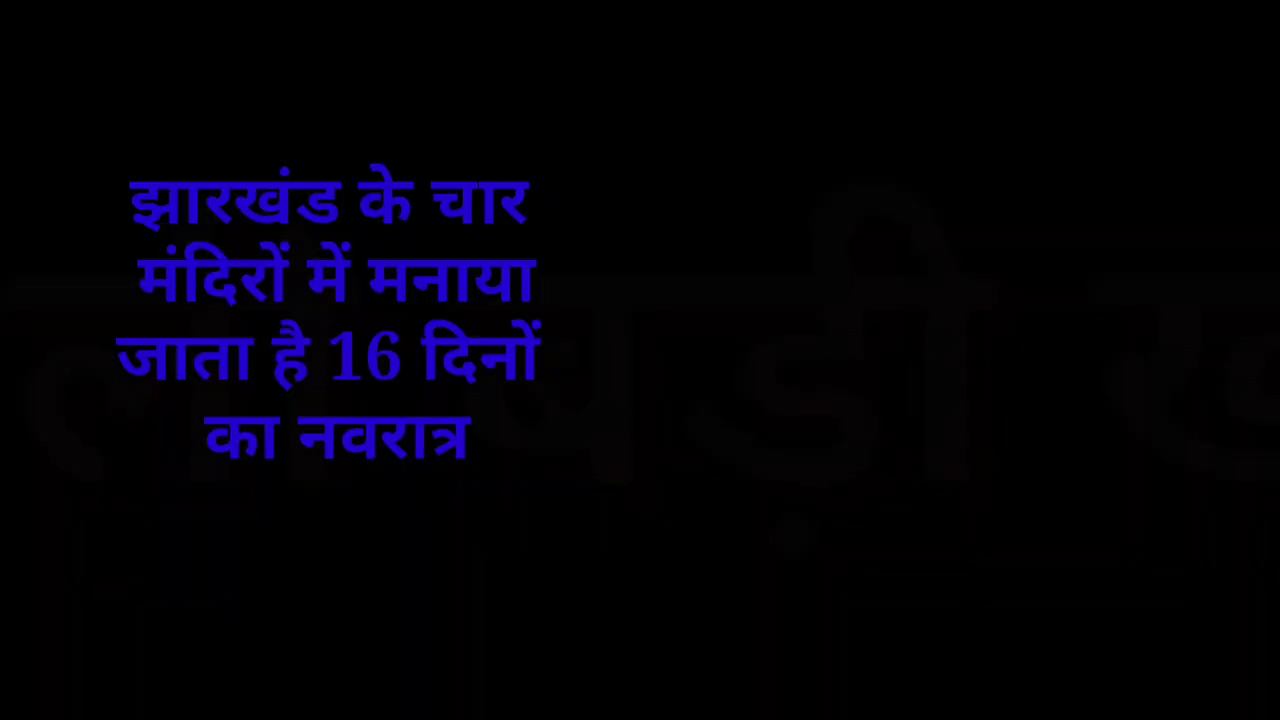 झारखंड के चार
मंदिरों में मनाया
जाता है 16 दिनों
का नवरात्र